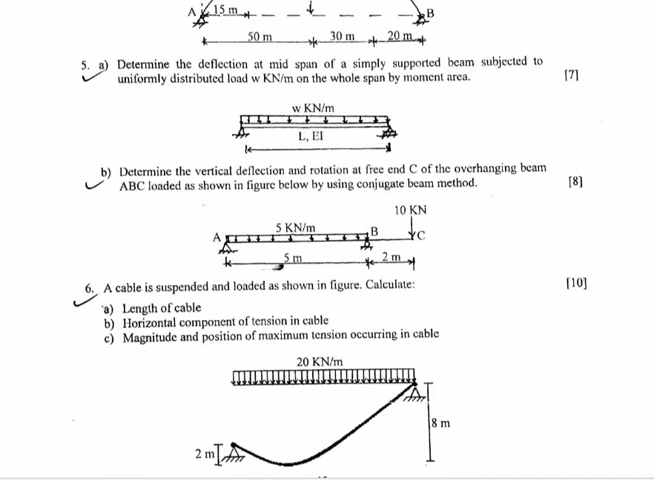 A 15 m B
50 m 30 m 20 m
5. a) Determine the deflection at mid span of a simply supported beam subjected to
uniformly distributed load w KN/m on the whole span by moment area. [7]
w KN/m
L, EI
b) Determine the vertical deflection and rotation at free end C of the overhanging beam
ABC loaded as shown in figure below by using conjugate beam method. [8]
10 KN
5 KN/m
A B C
5 m 2 m
6. A cable is suspended and loaded as shown in figure. Calculate: [10]
a) Length of cable
b) Horizontal component of tension in cable
c) Magnitude and position of maximum tension occurring in cable
20 KN/m
8 m
2 m